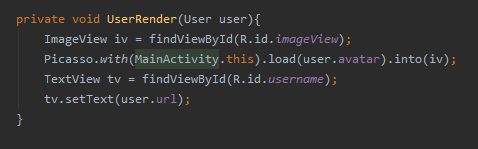 private void UserRender(User user){
ImageView iv = findViewById(R.id.imageView);
Picasso.with(MainActivity.this).load(user.avatar).into(iv);
TextView tv = findViewById(R.id.username);
tv.setText(user.url);
}